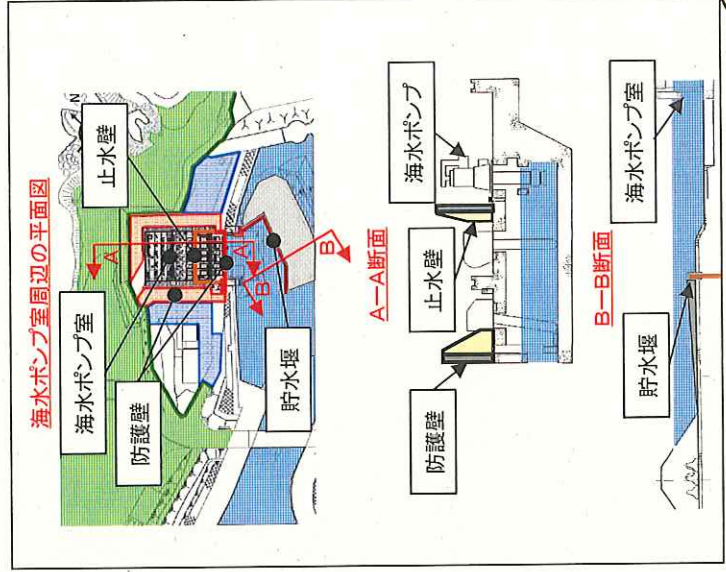 海水ポンプ室周辺の平面図
海水ポンプ室
防護壁
止水壁
貯水堰
N
A
A
B
B
A－A断面
防護壁
止水壁
海水ポンプ
B－B断面
貯水堰
海水ポンプ室